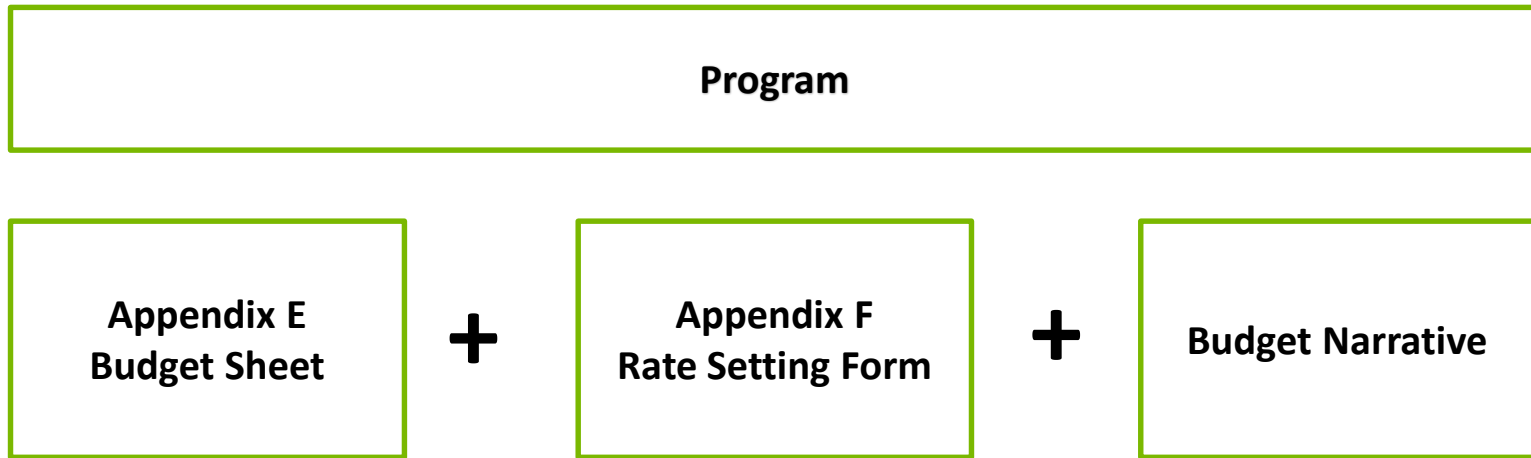 Program
Appendix E
Budget Sheet
+
Appendix F
Rate Setting Form
+
Budget Narrative